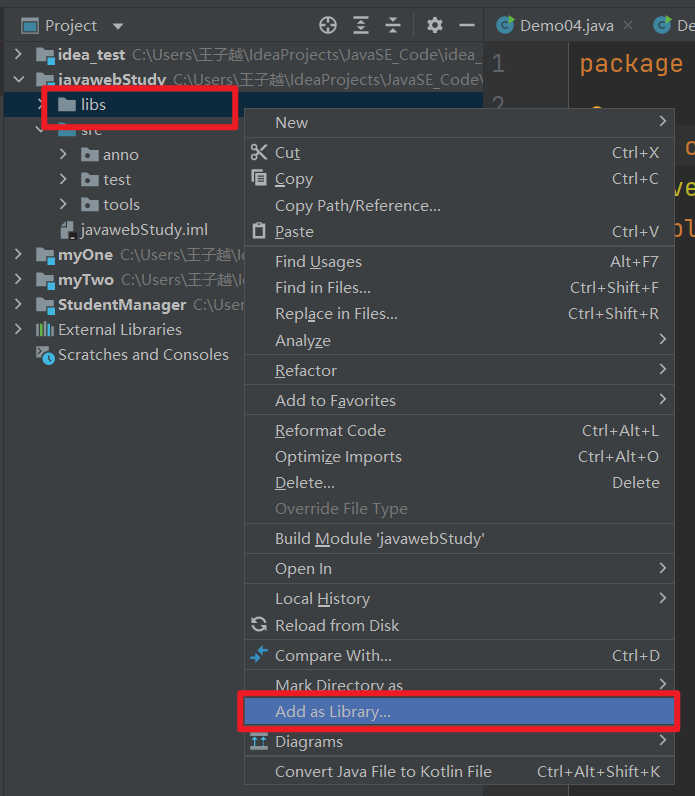 Project
Demo04.java
De
idea_test C:\Users\王子越\IdeaProjects\JavaSE_Code\idea_
1
package
javawebStudy C:\Users\王子越\IdeaProjects\JavaSE_Code\
2
libs
src
anno
test
tools
javawebStudy.iml
myOne C:\Users\王子越\Id
myTwo C:\Users\王子越\Id
StudentManager C:\User
External Libraries
Scratches and Consoles
New
Cut Ctrl+X
Copy Ctrl+C
Copy Path/Reference...
Paste Ctrl+V
Find Usages Alt+F7
Find in Files... Ctrl+Shift+F
Replace in Files... Ctrl+Shift+R
Analyze
Refactor
Add to Favorites
Reformat Code Ctrl+Alt+L
Optimize Imports Ctrl+Alt+O
Delete... Delete
Override File Type
Build Module 'javawebStudy'
Open In
Local History
Reload from Disk
Compare With... Ctrl+D
Mark Directory as
Add as Library...
Diagrams
Convert Java File to Kotlin File Ctrl+Alt+Shift+K